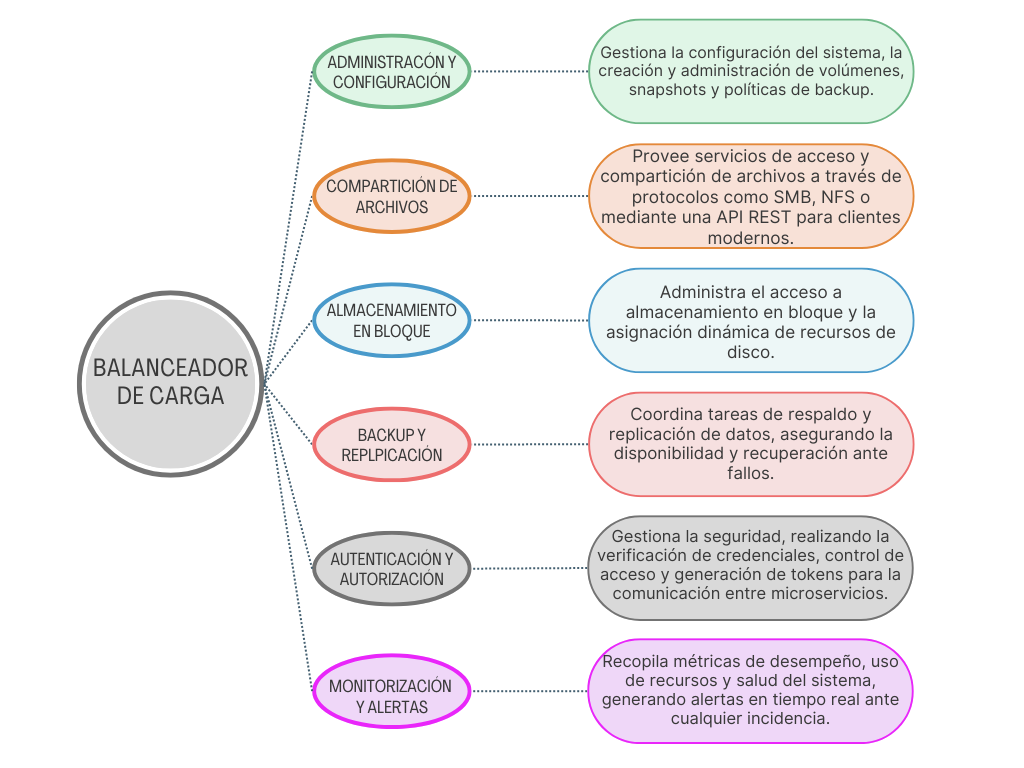 ADMINISTRACÓN Y
CONFIGURACIÓN
Gestiona la configuración del sistema, la
creación y administración de volúmenes,
snapshots y políticas de backup.
COMPARTICIÓN DE
ARCHIVOS
Provee servicios de acceso y
compartición de archivos a través de
protocolos como SMB, NFS o
mediante una API REST para clientes
modernos.
ALMACENAMIENTO
EN BLOQUE
Administra el acceso a
almacenamiento en bloque y la
asignación dinámica de recursos de
disco.
BALANCEADOR
DE CARGA
BACKUP Y
REPLPICACIÓN
Coordina tareas de respaldo y
replicación de datos, asegurando la
disponibilidad y recuperación ante
fallos.
AUTENTICACIÓN Y
AUTORIZACIÓN
Gestiona la seguridad, realizando la
verificación de credenciales, control de
acceso y generación de tokens para la
comunicación entre microservicios.
MONITORIZACIÓN
Y ALERTAS
Recopila métricas de desempeño, uso
de recursos y salud del sistema,
generando alertas en tiempo real ante
cualquier incidencia.